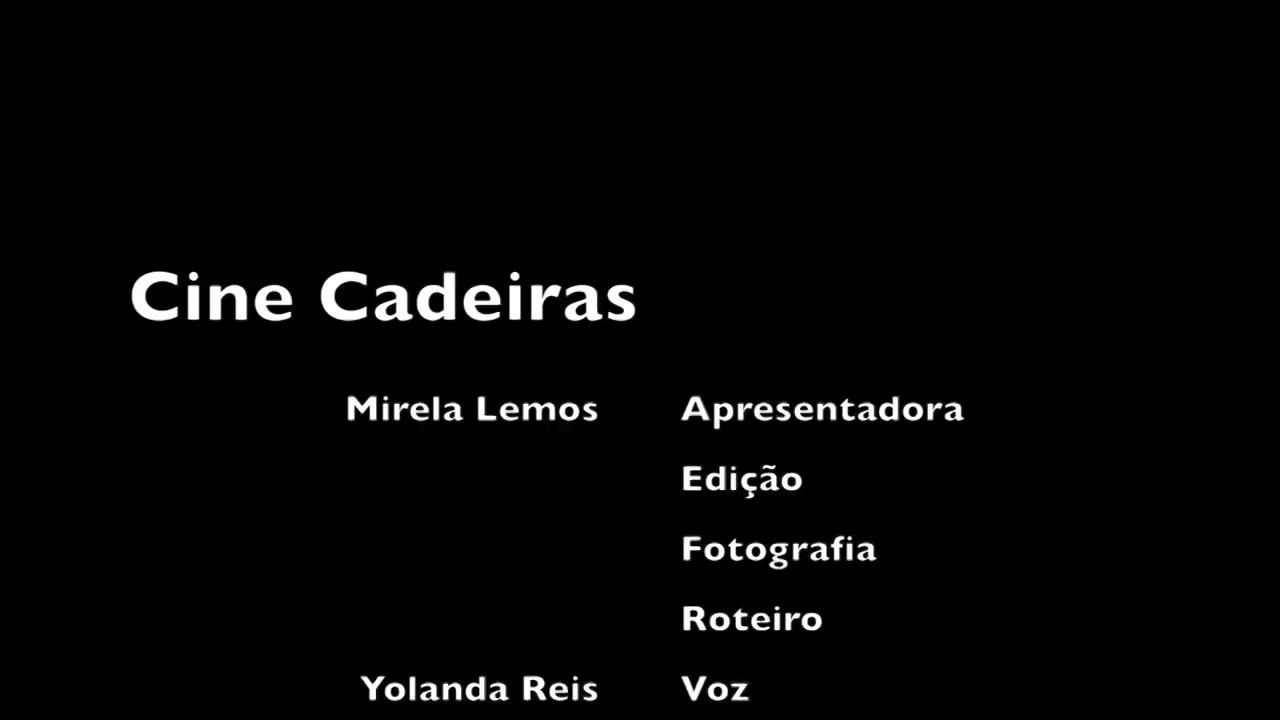 Cine Cadeiras
Mirela Lemos Apresentadora
Edição
Fotografia
Roteiro
Yolanda Reis Voz